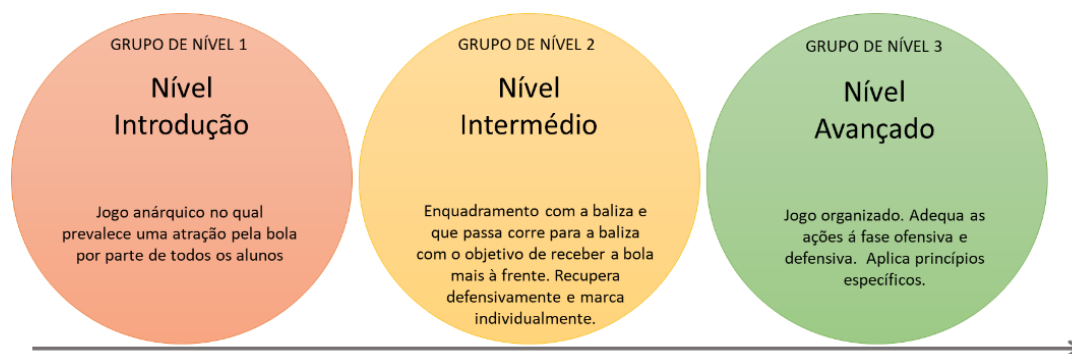 GRUPO DE NÍVEL 1
Nível
Introdução
Jogo anárquico no qual
prevalece uma atração pela bola
por parte de todos os alunos
GRUPO DE NÍVEL 2
Nível
Intermédio
Enquadramento com a baliza e
que passa corre para a baliza
com o objetivo de receber a bola
mais à frente. Recupera
defensivamente e marca
individualmente.
GRUPO DE NÍVEL 3
Nível
Avançado
Jogo organizado. Adequa as
ações á fase ofensiva e
defensiva.  Aplica princípios
específicos.